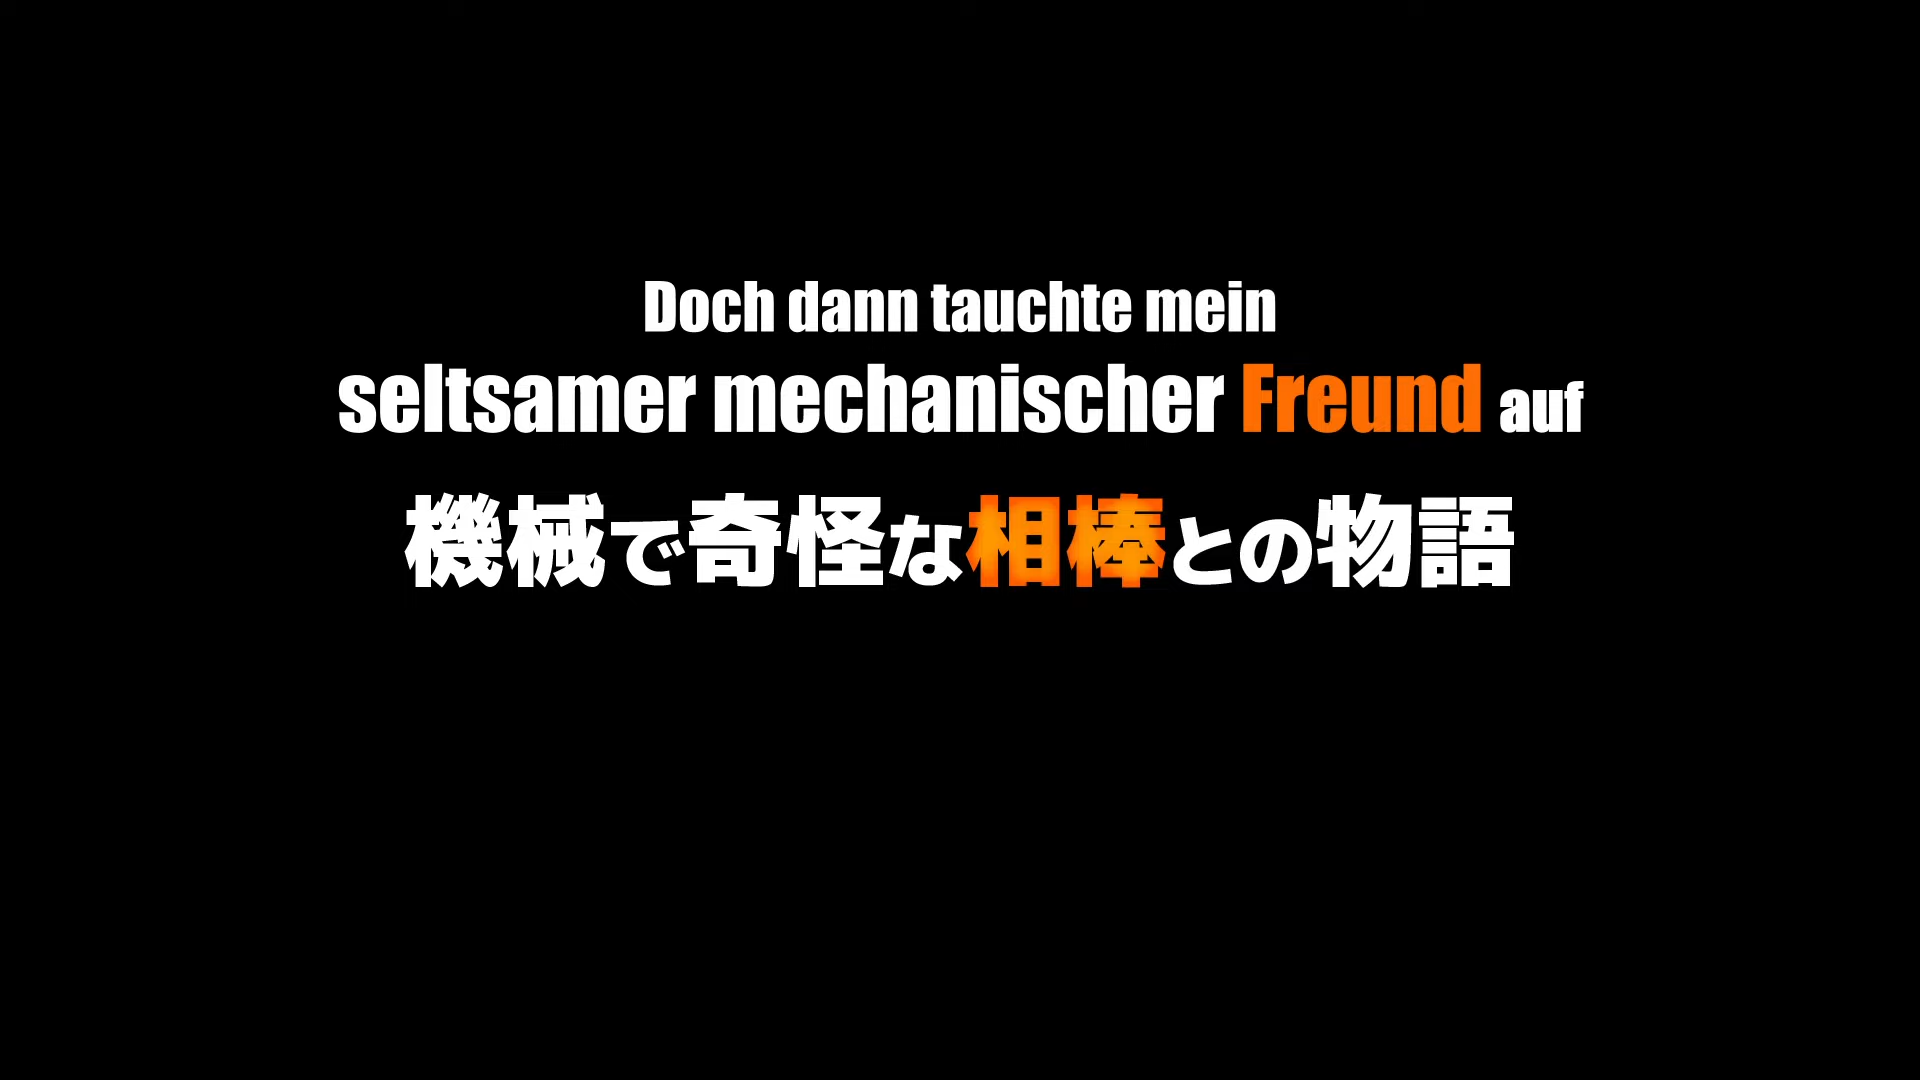 Doch dann tauchte mein
seltsamer mechanischer Freund auf
機械で奇怪な相棒との物語